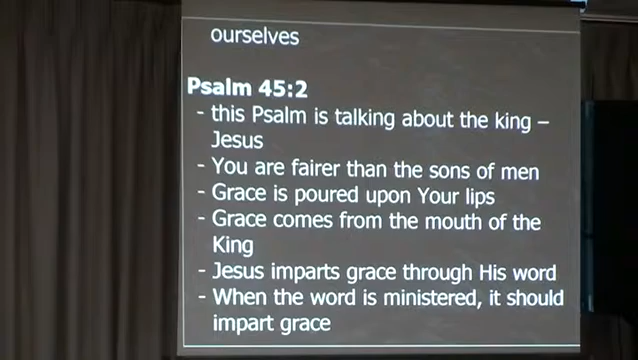 ourselves
Psalm 45:2
- this Psalm is talking about the king –
Jesus
- You are fairer than the sons of men
- Grace is poured upon Your lips
- Grace comes from the mouth of the
King
- Jesus imparts grace through His word
- When the word is ministered, it should
impart grace